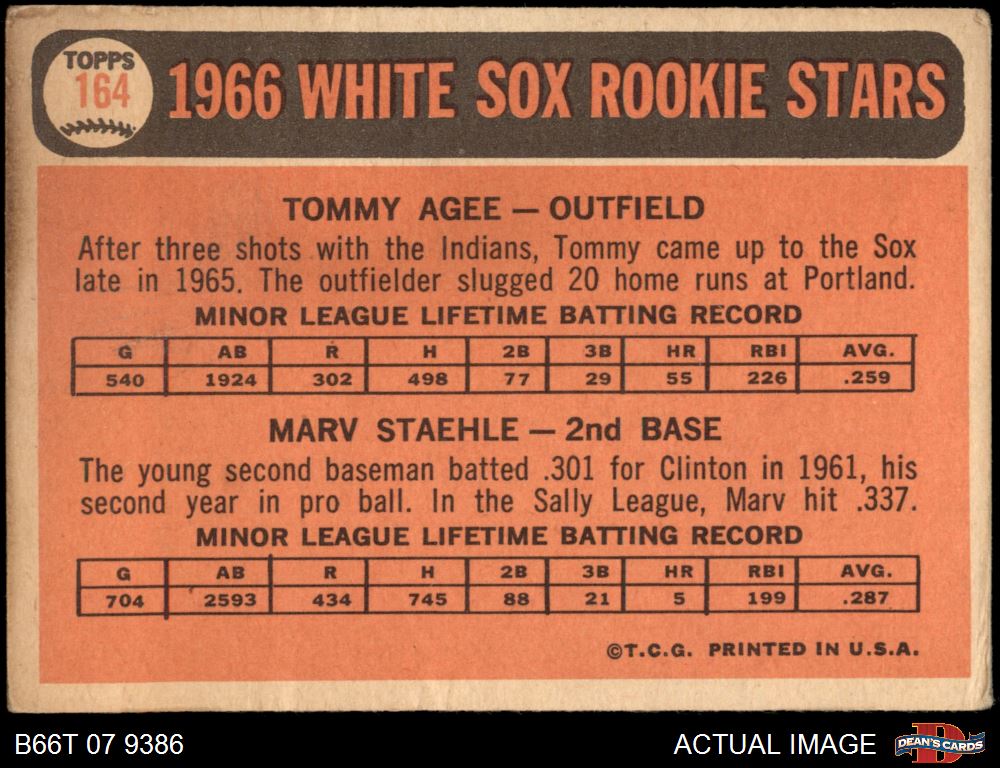 TOPPS
164
1966 WHITE SOX ROOKIE STARS
TOMMY AGEE — OUTFIELD
After three shots with the Indians, Tommy came up to the Sox
late in 1965. The outfielder slugged 20 home runs at Portland.
MINOR LEAGUE LIFETIME BATTING RECORD
G AB R H 2B 3B HR RBI AVG.
540 1924 302 498 77 29 55 226 .259
MARV STAEHLE — 2nd BASE
The young second baseman batted .301 for Clinton in 1961, his
second year in pro ball. In the Sally League, Marv hit .337.
MINOR LEAGUE LIFETIME BATTING RECORD
G AB R H 2B 3B HR RBI AVG.
704 2593 434 745 88 21 5 199 .287
©T.C.G. PRINTED IN U.S.A.
B66T 07 9386 ACTUAL IMAGE D DEAN'S CARDS